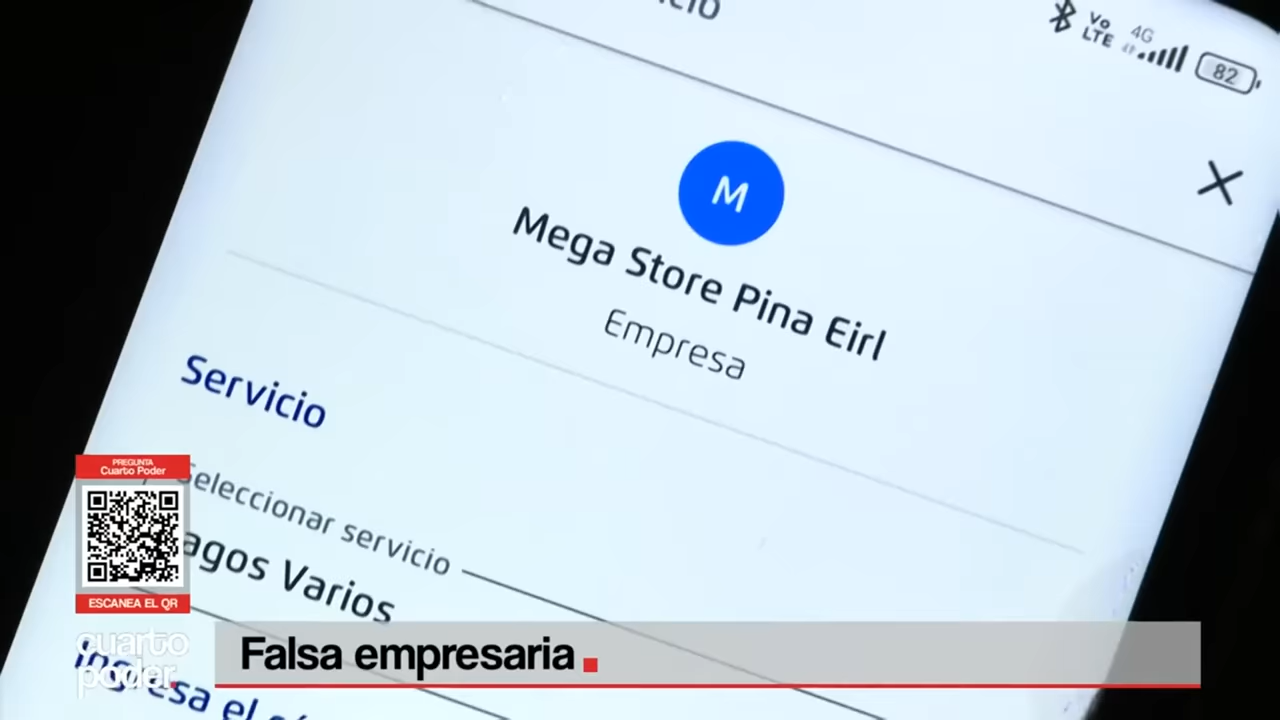 Vo
LTE
4G
82
M
Mega Store Pina Eirl
Empresa
Servicio
Seleccionar servicio
agos Varios
PREGUNTA
Cuarto Poder
ESCANEA EL QR
cuarto
poder.
Falsa empresaria